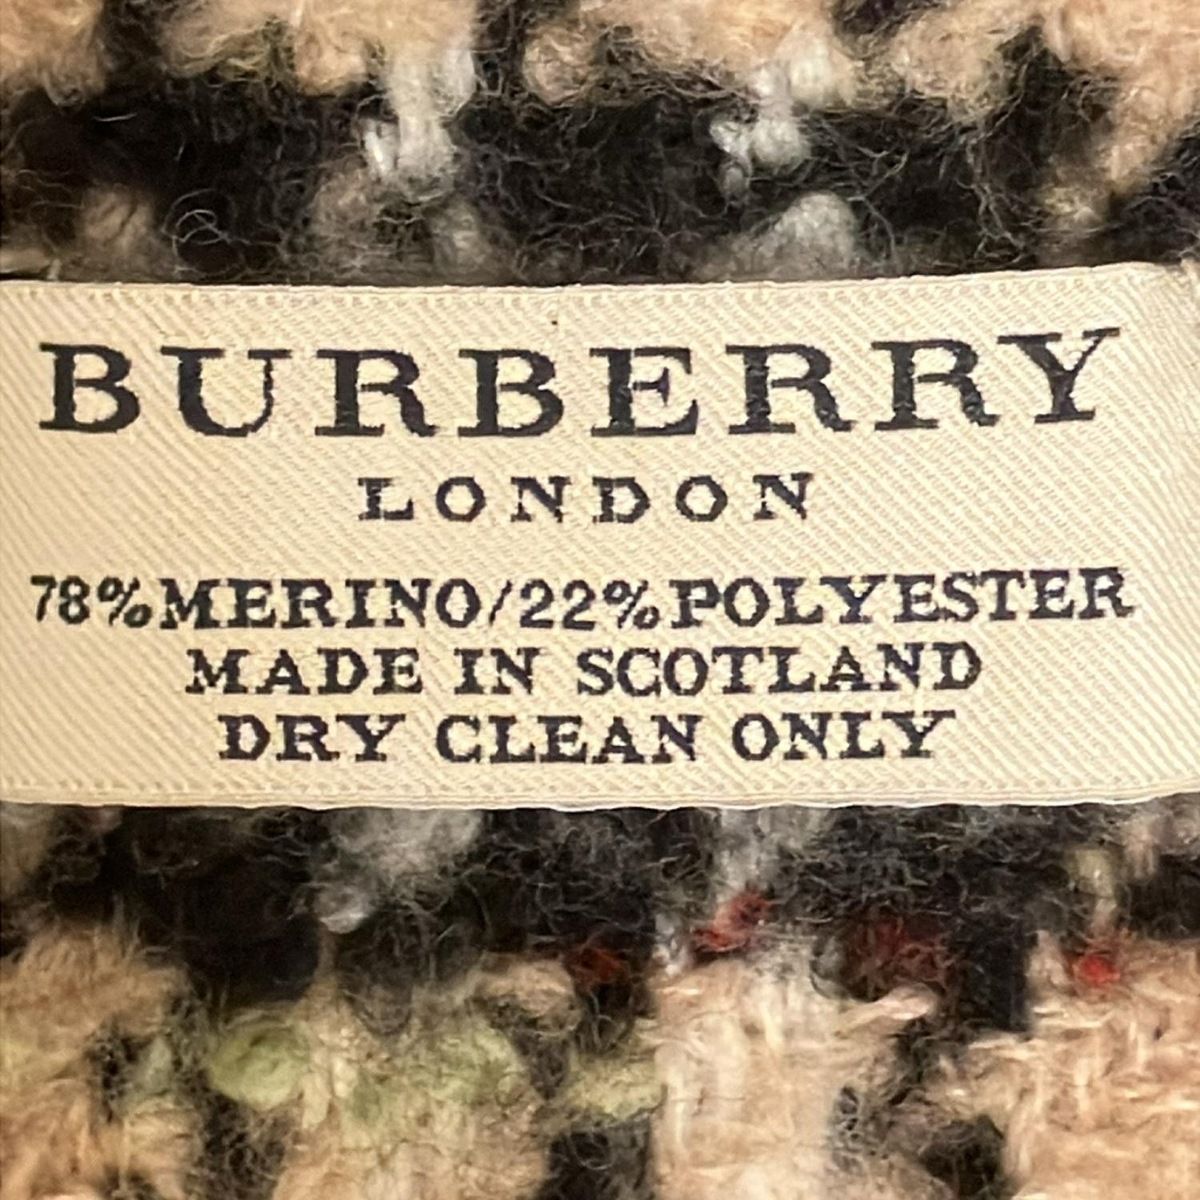 BURBERRY
LONDON
78%MERINO/22%POLYESTER
MADE IN SCOTLAND
DRY CLEAN ONLY